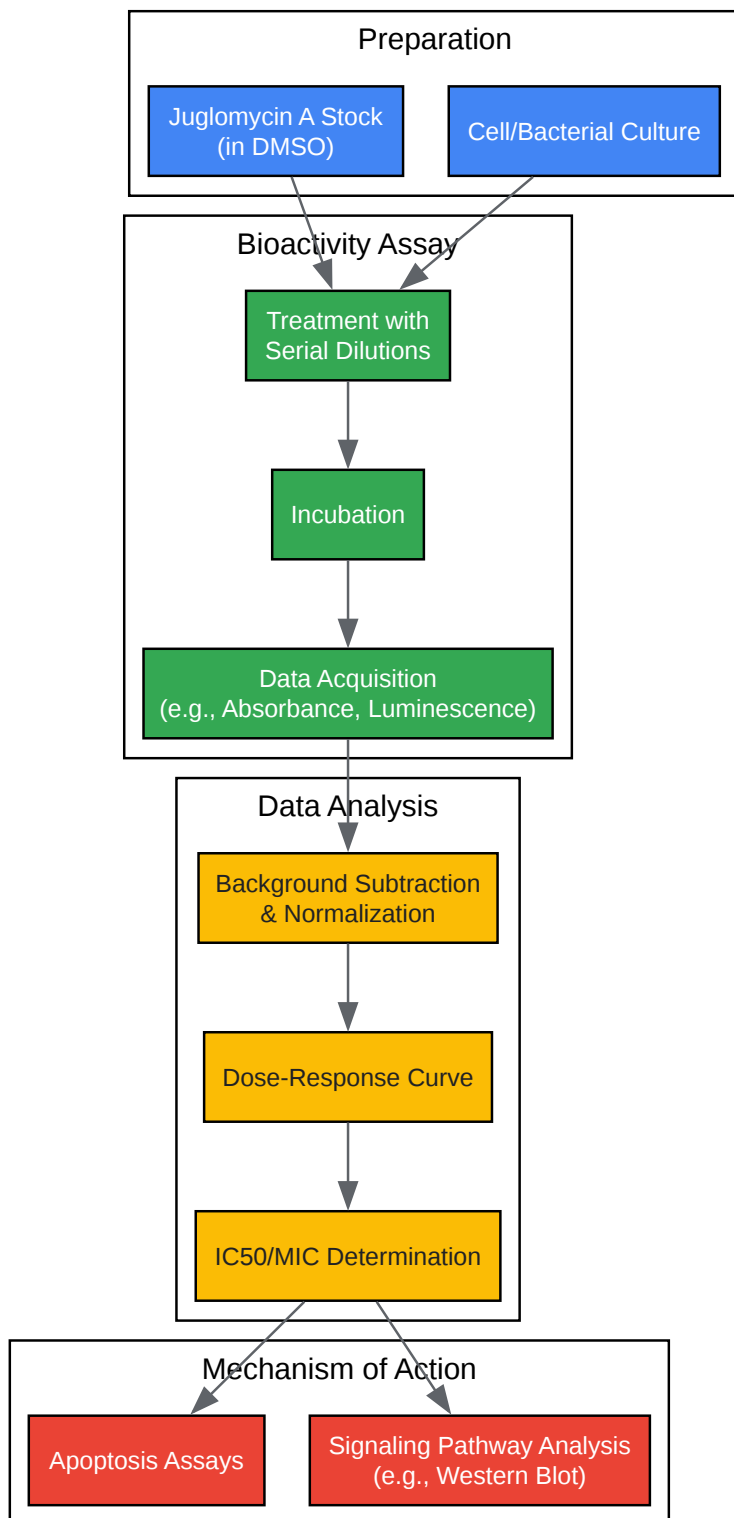 Preparation
Juglomycin A Stock
(in DMSO)
Cell/Bacterial Culture
Bioactivity Assay
Treatment with
Serial Dilutions
Incubation
Data Acquisition
(e.g., Absorbance, Luminescence)
Data Analysis
Background Subtraction
& Normalization
Dose-Response Curve
IC50/MIC Determination
Mechanism of Action
Apoptosis Assays
Signaling Pathway Analysis
(e.g., Western Blot)